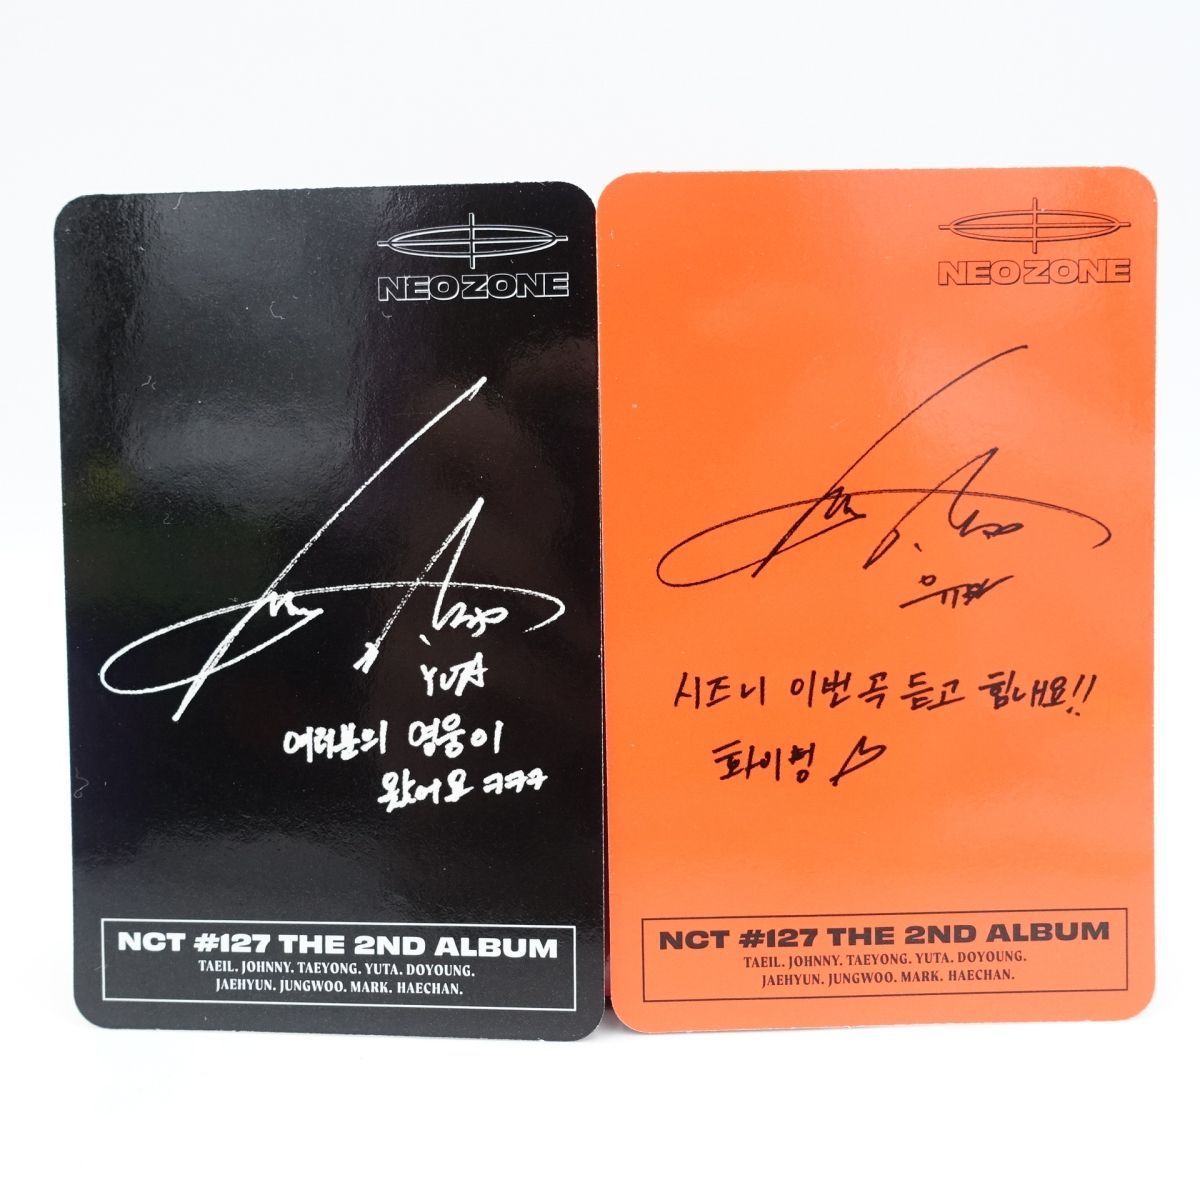 NEO ZONE
YUTA
여러분의 영웅이
왔어요 ㅋㅋㅋ
NCT #127 THE 2ND ALBUM
TAEIL. JOHNNY. TAEYONG. YUTA. DOYOUNG.
JAEHYUN. JUNGWOO. MARK. HAECHAN.
NEO ZONE
유타
시즈니 이번 곡 듣고 힘내요!!
화이팅
NCT #127 THE 2ND ALBUM
TAEIL. JOHNNY. TAEYONG. YUTA. DOYOUNG.
JAEHYUN. JUNGWOO. MARK. HAECHAN.